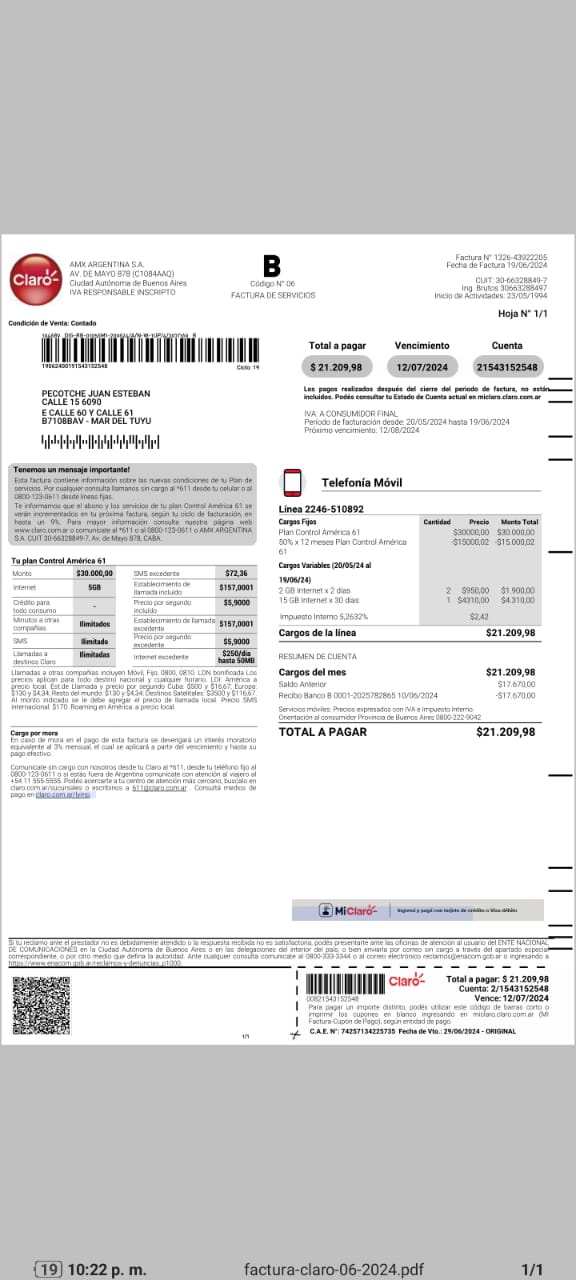 Claro
AMX ARGENTINA S.A.
AV. DE MAYO 878 (C1084AAQ)
Ciudad Autónoma de Buenos Aires
IVA RESPONSABLE INSCRIPTO
B
Código N° 06
FACTURA DE SERVICIOS
Factura N° 1326-43922205
Fecha de Factura 19/06/2024
CUIT: 30-66328849-7
Ing. Brutos 30663288497
Inicio de Actividades: 23/05/1994
Hoja N° 1/1
Condición de Venta: Contado
19062400191543152548
Ciclo: 19
Total a pagar Vencimiento Cuenta
$ 21.209,98 12/07/2024 21543152548
Los pagos realizados después del cierre del periodo de factura, no están
incluidos. Podés consultar tu Estado de Cuenta actual en miclaro.claro.com.ar
PECOTCHE JUAN ESTEBAN
CALLE 15 6090
E CALLE 60 Y CALLE 61
B7108BAV - MAR DEL TUYU
IVA: A CONSUMIDOR FINAL
Período de facturación desde: 20/05/2024 hasta 19/06/2024
Próximo vencimiento: 12/08/2024
Tenemos un mensaje importante!
Esta factura contiene información sobre las nuevas condiciones de tu Plan de
servicios. Por cualquier consulta llamanos sin cargo al *611 desde tu celular o al
0800-123-0611 desde líneas fijas.
Te informamos que el abono y los servicios de tu plan Control América 61 se
verán incrementados en tu próxima factura, según tu ciclo de facturación, en
hasta un 9%. Para mayor información consulta nuestra página web
www.claro.com.ar o comunicate al *611 o al 0800-123-0611 o AMX ARGENTINA
S.A. CUIT 30-66328849-7, Av. de Mayo 878, CABA.
Tu plan Control América 61
Monto $30.000,00 SMS excedente $72,36
Internet 5GB Establecimiento de llamada incluido $157,0001
Crédito para todo consumo - Precio por segundo incluido $5,9000
Minutos a otras compañías Ilimitados Establecimiento de llamada excedente $157,0001
SMS Ilimitado Precio por segundo excedente $5,9000
Llamadas a destinos Claro Ilimitadas Internet excedente $250/día hasta 50MB
Llamadas a otras compañías incluyen Móvil, Fijo, 0800, 0810. LDN bonificada Los
precios aplican para todo destino nacional y cualquier horario. LDI: América a
precio local. Est.de Llamada y precio por segundo Cuba: $500 y $16,67; Europa:
$130 y $4,34; Resto del mundo: $130 y $4,34; Destinos Satelitales: $3500 y $116,67.
Al monto indicado se le debe agregar el precio de llamada local. Precio SMS
internacional: $170. Roaming en América a precio local.
Cargo por mora
En caso de mora en el pago de esta factura se devengará un interés moratorio
equivalente al 3% mensual, el cual se aplicará a partir del vencimiento y hasta su
pago efectivo.
Comunicate sin cargo con nosotros desde tu Claro al *611, desde tu teléfono fijo al
0800-123-0611 o si estás fuera de Argentina comunicate con atención al viajero al
+54 11 555-5555. Podés acercarte a tu centro de atención más cercano, buscalo en
claro.com.ar/sucursales o escribinos a 611@claro.com.ar . Consultá medios de
pago en claro.com.ar/fymp.
Telefonía Móvil
Línea 2246-510892
Cargos Fijos Cantidad Precio Monto Total
Plan Control América 61 $30000,00 $30.000,00
50% x 12 meses Plan Control América -$15000,02 -$15.000,02
61
Cargos Variables (20/05/24 al
19/06/24)
2 GB Internet x 2 días 2 $950,00 $1.900,00
15 GB Internet x 30 días 1 $4310,00 $4.310,00
Impuesto Interno 5,2632% $2,42
Cargos de la línea $21.209,98
RESUMEN DE CUENTA
Cargos del mes $21.209,98
Saldo Anterior $17.670,00
Recibo Banco B 0001-2025782865 10/06/2024 -$17.670,00
Servicios móviles: Precios expresados con IVA e Impuesto Interno.
Orientación al consumidor Provincia de Buenos Aires 0800-222-9042
TOTAL A PAGAR $21.209,98
MiClaro
Ingresá y pagá con tarjeta de crédito o Visa débito
Si tu reclamo ante el prestador no es debidamente atendido o la respuesta recibida no es satisfactoria, podés presentarte ante las oficinas de atención al usuario del ENTE NACIONAL
DE COMUNICACIONES en la Ciudad Autónoma de Buenos Aires o en las delegaciones del interior del país; o bien enviarla por correo sin cargo a través del apartado especial
correspondiente, o por otro medio que defina la autoridad. Ante cualquier consulta comunicate al 0800-333-3344 o al correo electrónico reclamos@enacom.gob.ar o ingresando a
https://www.enacom.gob.ar/reclamos-y-denuncias_p1000.
Claro
00821543152548
Total a pagar: $ 21.209,98
Cuenta: 2/1543152548
Vence: 12/07/2024
Para pagar un importe distinto, podés utilizar este código de barras corto o
imprimir los cupones en blanco ingresando en miclaro.claro.com.ar (Mi
Factura-Cupón de Pago), según entidad de pago.
C.A.E. N°: 74257134225735 Fecha de Vto.: 29/06/2024 - ORIGINAL
1/1
19 10:22 p. m. factura-claro-06-2024.pdf 1/1